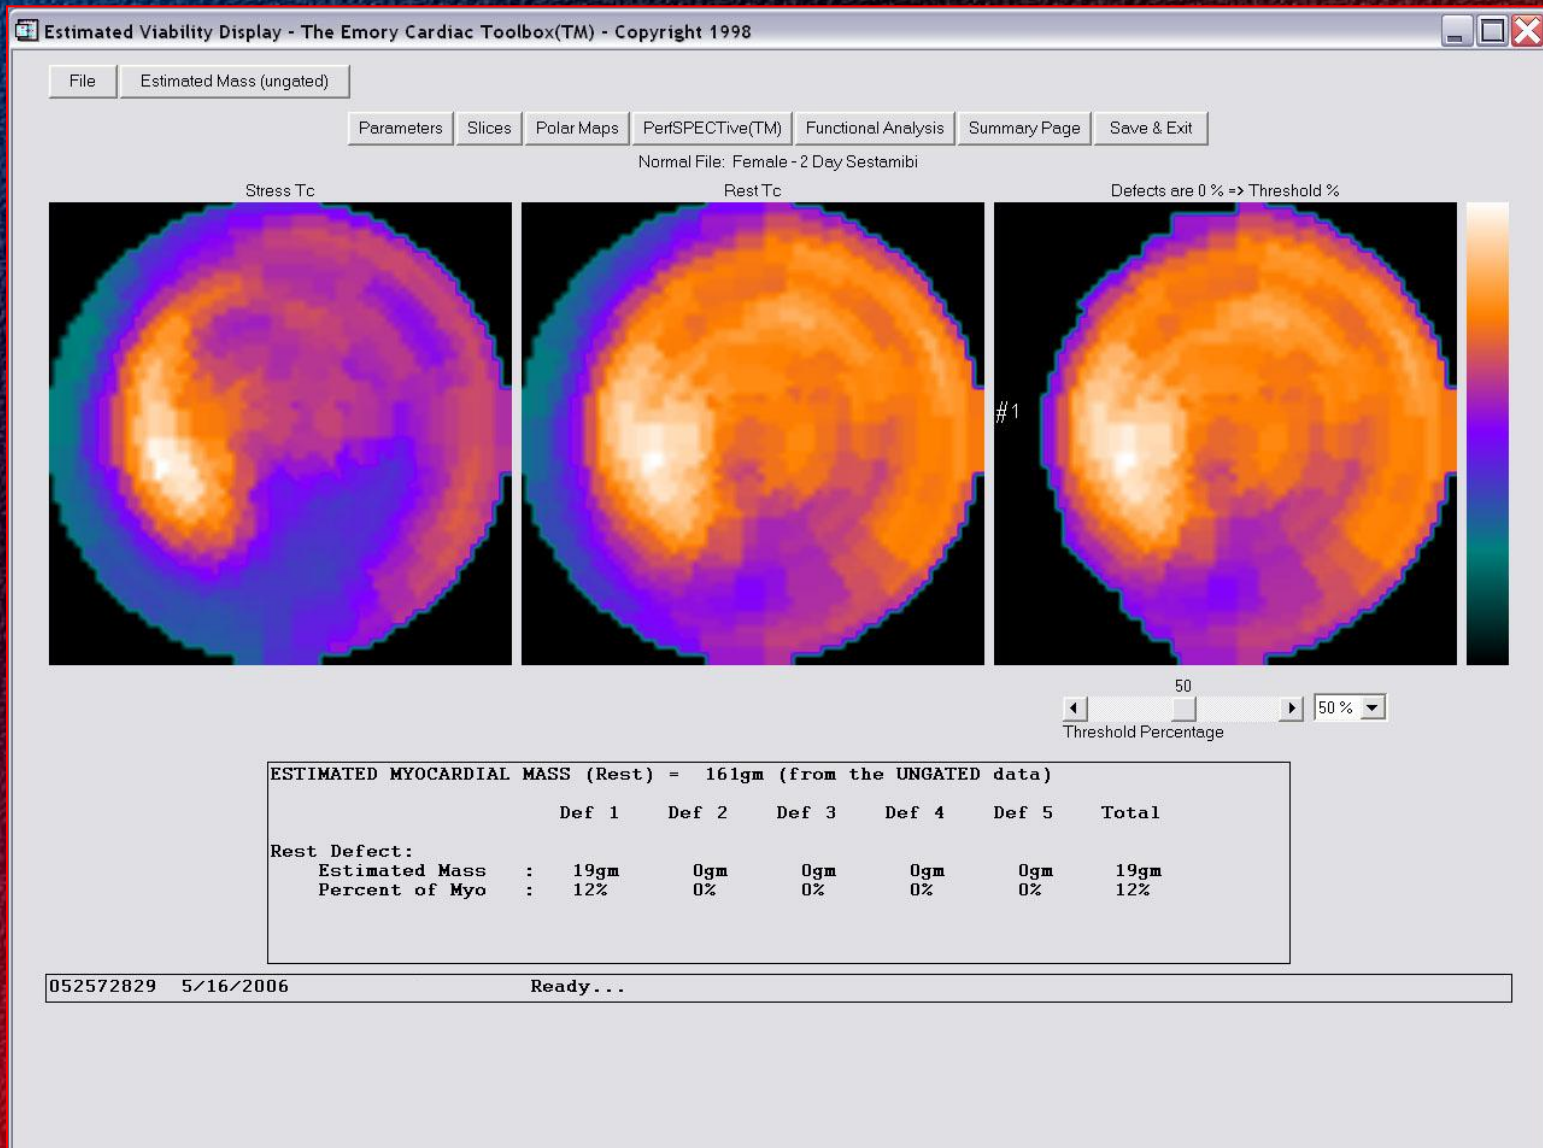 Estimated Viability Display - The Emory Cardiac Toolbox(TM) - Copyright 1998
File Estimated Mass (ungated)
Parameters Slices Polar Maps PerfSPECTive(TM) Functional Analysis Summary Page Save & Exit
Normal File: Female - 2 Day Sestamibi
Stress Tc Rest Tc Defects are 0 % => Threshold %
#1
50
50 %
Threshold Percentage
ESTIMATED MYOCARDIAL MASS (Rest) = 161gm (from the UNGATED data)
Def 1 Def 2 Def 3 Def 4 Def 5 Total
Rest Defect:
Estimated Mass : 19gm 0gm 0gm 0gm 0gm 19gm
Percent of Myo : 12% 0% 0% 0% 0% 12%
052572829 5/16/2006 Ready...